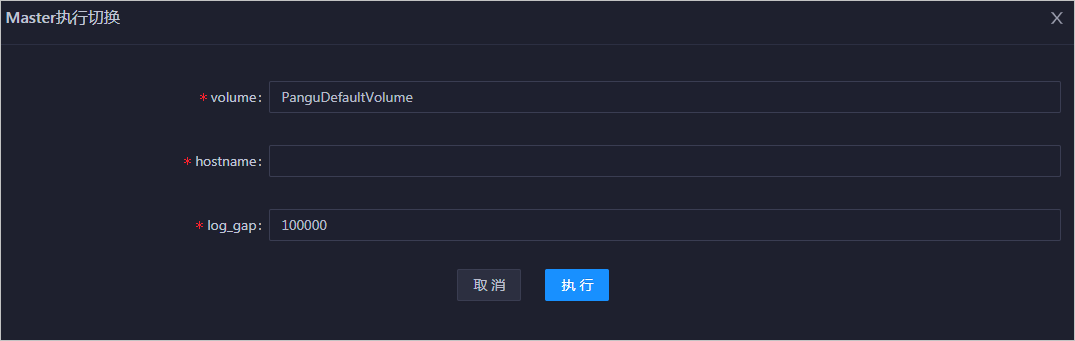 Master执行切换
X
* volume: PanguDefaultVolume
* hostname:
* log_gap: 100000
取 消 执 行